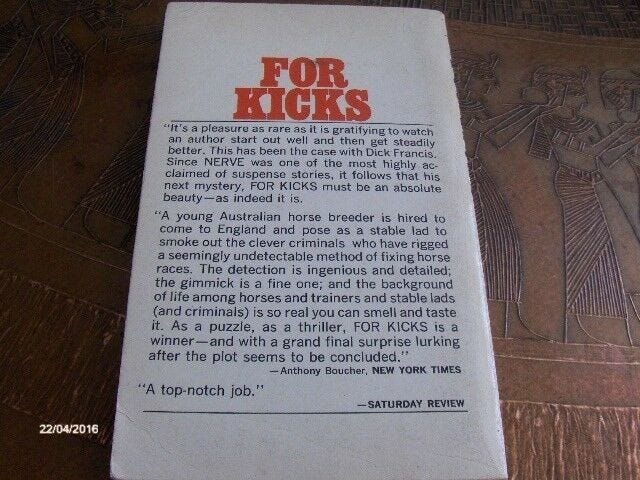 FOR
KICKS
"It's a pleasure as rare as it is gratifying to watch
an author start out well and then get steadily
better. This has been the case with Dick Francis.
Since NERVE was one of the most highly ac-
claimed of suspense stories, it follows that his
next mystery, FOR KICKS must be an absolute
beauty—as indeed it is.
"A young Australian horse breeder is hired to
come to England and pose as a stable lad to
smoke out the clever criminals who have rigged
a seemingly undetectable method of fixing horse
races. The detection is ingenious and detailed;
the gimmick is a fine one; and the background
of life among horses and trainers and stable lads
(and criminals) is so real you can smell and taste
it. As a puzzle, as a thriller, FOR KICKS is a
winner—and with a grand final surprise lurking
after the plot seems to be concluded."
—Anthony Boucher, NEW YORK TIMES
"A top-notch job."
—SATURDAY REVIEW
22/04/2016